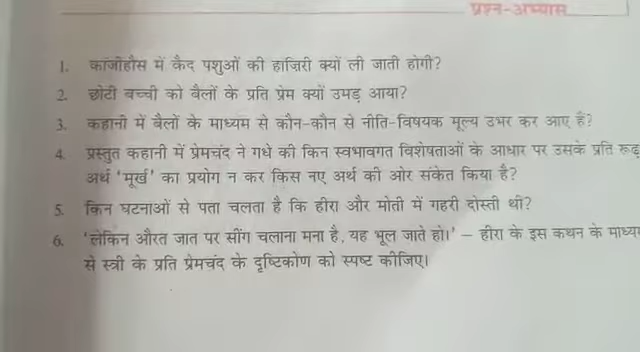 प्रश्न-अभ्यास
1. कांजीहौस में कैद पशुओं की हाज़िरी क्यों ली जाती होगी?
2. छोटी बच्ची को बैलों के प्रति प्रेम क्यों उमड़ आया?
3. कहानी में बैलों के माध्यम से कौन-कौन से नीति-विषयक मूल्य उभर कर आए हैं?
4. प्रस्तुत कहानी में प्रेमचंद ने गधे की किन स्वभावगत विशेषताओं के आधार पर उसके प्रति रूढ़
अर्थ 'मूर्ख' का प्रयोग न कर किस नए अर्थ की ओर संकेत किया है?
5. किन घटनाओं से पता चलता है कि हीरा और मोती में गहरी दोस्ती थी?
6. 'लेकिन औरत जात पर सींग चलाना मना है, यह भूल जाते हो।' – हीरा के इस कथन के माध्यम
से स्त्री के प्रति प्रेमचंद के दृष्टिकोण को स्पष्ट कीजिए।